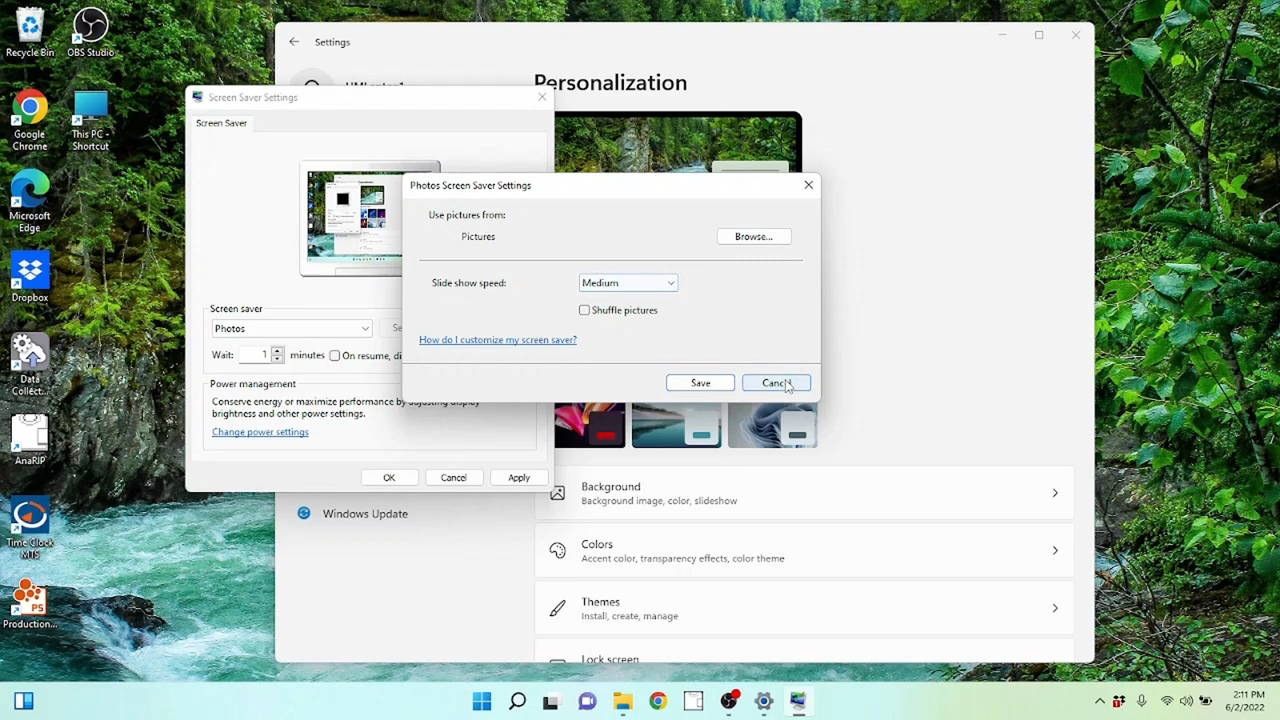 Recycle Bin
OBS Studio
Google
Chrome
This PC -
Shortcut
Microsoft
Edge
Dropbox
Data
Collect...
AnaRIP
Time Clock
MTS
PS
Production...
Settings
Personalization
Screen Saver Settings
Screen Saver
Photos Screen Saver Settings
Use pictures from:
Pictures
Browse...
Slide show speed:
Medium
Shuffle pictures
How do I customize my screen saver?
Save
Screen saver
Photos
Wait:
1
minutes
On resume, di
Power management
Conserve energy or maximize performance by adjusting display
brightness and other power settings.
Change power settings
OK
Cancel
Apply
Windows Update
Background
Background image, color, slideshow
Colors
Accent color, transparency effects, color theme
Themes
Install, create, manage
Lock screen
2:11 PM
6/2/2022